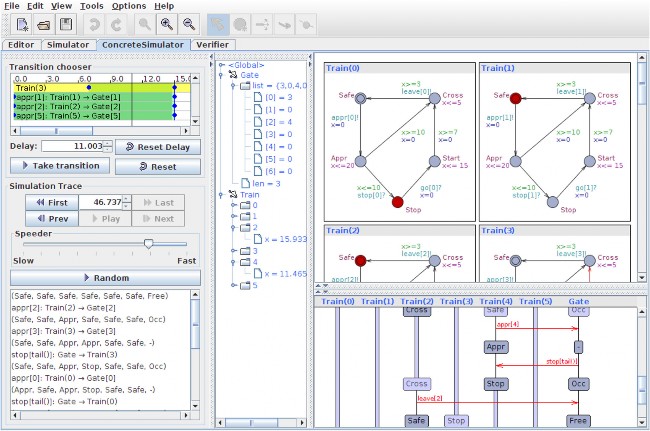 File Edit View Tools Options Help
Editor Simulator ConcreteSimulator Verifier
Transition chooser
.0 3.0 6.0 9.0 12.0 15.0
Train(3)
appr[1]: Train(1) → Gate[1]
appr[2]: Train(2) → Gate[2]
appr[5]: Train(5) → Gate[5]
Delay: 11.003 Reset Delay
Take transition Reset
Simulation Trace
First 46.737 Last
Prev Play Next
Speeder
Slow Fast
Random
(Safe, Safe, Safe, Safe, Safe, Safe, Free)
appr[2]: Train(2) → Gate[2]
(Safe, Safe, Appr, Safe, Safe, Safe, Occ)
appr[3]: Train(3) → Gate[3]
(Safe, Safe, Appr, Appr, Safe, Safe, -)
stop[tail()]: Gate → Train(3)
(Safe, Safe, Appr, Stop, Safe, Safe, Occ)
appr[0]: Train(0) → Gate[0]
(Appr, Safe, Appr, Stop, Safe, Safe, -)
stop[tail()]: Gate → Train(0)
<Global>
Gate
list = {3,0,4,0
[0] = 3
[1] = 0
[2] = 4
[3] = 0
[4] = 0
[5] = 0
[6] = 0
len = 3
Train
0
1
2
x = 15.933
3
4
x = 11.465
5
Train(0)
Safe
x>=3
leave[0]!
Cross
x<=5
appr[0]!
x=0
x<=10
x=0
x>=7
x=0
Appr
x<=20
Start
x<= 15
x<=10
stop[0]?
go[0]?
x=0
Stop
Train(1)
Safe
x>=3
leave[1]!
Cross
x<=5
appr[1]!
x=0
x>=10
x=0
x>=7
x=0
Appr
x<=20
Start
x<= 15
x<=10
stop[1]?
go[1]?
x=0
Stop
Train(2)
Safe
x>=3
leave[2]!
Cross
x<=5
appr[2]!
Train(3)
Safe
x>=3
leave[3]!
Cross
x<=5
appr[3]!
Train(0) Train(1) Train(2) Train(3) Train(4) Train(5) Gate
Cross Safe Occ
appr[4]
Appr -
stop[tail()]
Cross Stop Occ
leave[2]
Safe Stop Free